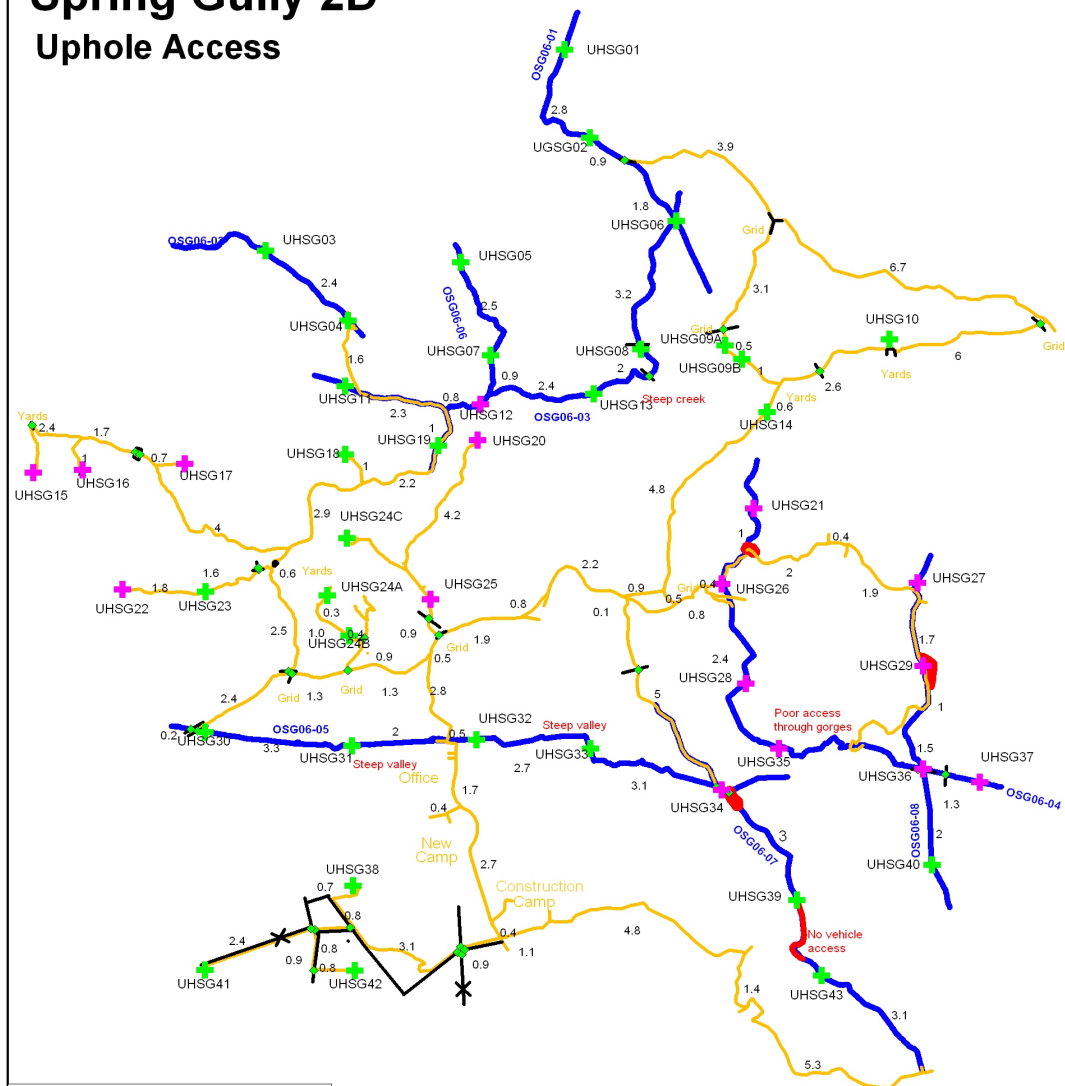 Spring Gully 2D
Uphole Access
OSG06-01
UHSG01
2.8
UGSG02
0.9
3.9
1.8
UHSG06
Grid
OSG06-02
UHSG03
UHSG05
2.4
6.7
3.1
2.5
OSG06-06
3.2
UHSG04
Grid
UHSG10
Grid
UHSG09A
0.5
UHSG07
UHSG08
6
1.6
UHSG09B
1
2
Yards
0.9
2.4
2.6
UHSG11
0.8
Steep creek
Yards
UHSG12
UHSG13
0.6
2.3
OSG06-03
UHSG14
Yards
2.4
1.7
1
UHSG19
UHSG20
UHSG18
0.7
1
1
UHSG17
UHSG15
UHSG16
2.2
4.8
UHSG21
2.9
4.2
UHSG24C
4
1
0.4
0.6
Yards
2.2
2
1.6
UHSG24A
UHSG25
0.9
Grid
0.4
UHSG26
UHSG27
1.8
1.9
UHSG22
UHSG23
0.8
0.5
0.3
0.1
0.8
2.5
1.0
0.4
0.9
1.9
UHSG24B
Grid
1.7
0.9
0.5
2.4
UHSG29
UHSG28
2.4
Grid
1.3
Grid
1.3
2.8
5
1
Poor access
through gorges
OSG06-05
0.2
UHSG30
2
0.5
UHSG32
Steep valley
3.3
UHSG31
UHSG33
UHSG35
1.5
Steep valley
2.7
UHSG37
Office
UHSG36
3.1
OSG06-04
1.7
UHSG34
1.3
0.4
3
2
OSG06-07
OSG06-08
New
Camp
2.7
UHSG38
UHSG40
0.7
Construction
Camp
UHSG39
0.8
0.4
4.8
No vehicle
access
2.4
0.8
3.1
1.1
0.9
0.8
0.9
UHSG41
UHSG42
UHSG43
1.4
3.1
5.3